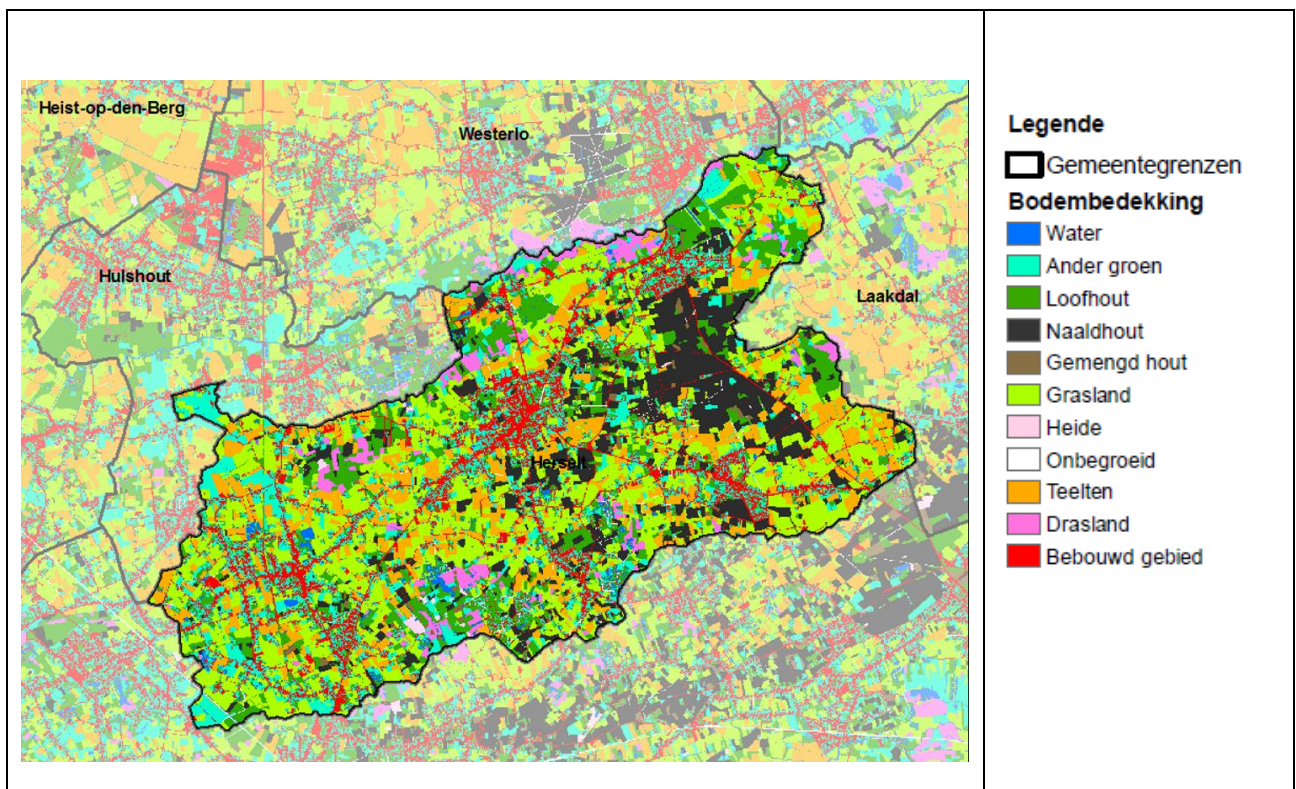 Heist-op-den-Berg
Westerlo
Hulshout
Laakdal
Herselt
Legende
Gemeentegrenzen
Bodembedekking
Water
Ander groen
Loofhout
Naaldhout
Gemengd hout
Grasland
Heide
Onbegroeid
Teelten
Drasland
Bebouwd gebied